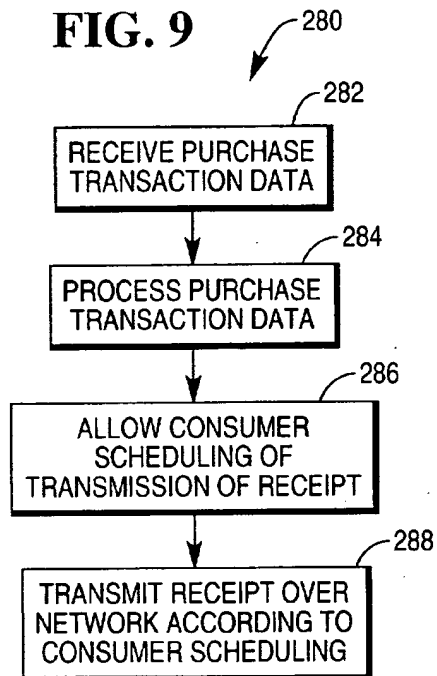 FIG. 9
280
282
RECEIVE PURCHASE
TRANSACTION DATA
284
PROCESS PURCHASE
TRANSACTION DATA
286
ALLOW CONSUMER
SCHEDULING OF
TRANSMISSION OF RECEIPT
288
TRANSMIT RECEIPT OVER
NETWORK ACCORDING TO
CONSUMER SCHEDULING